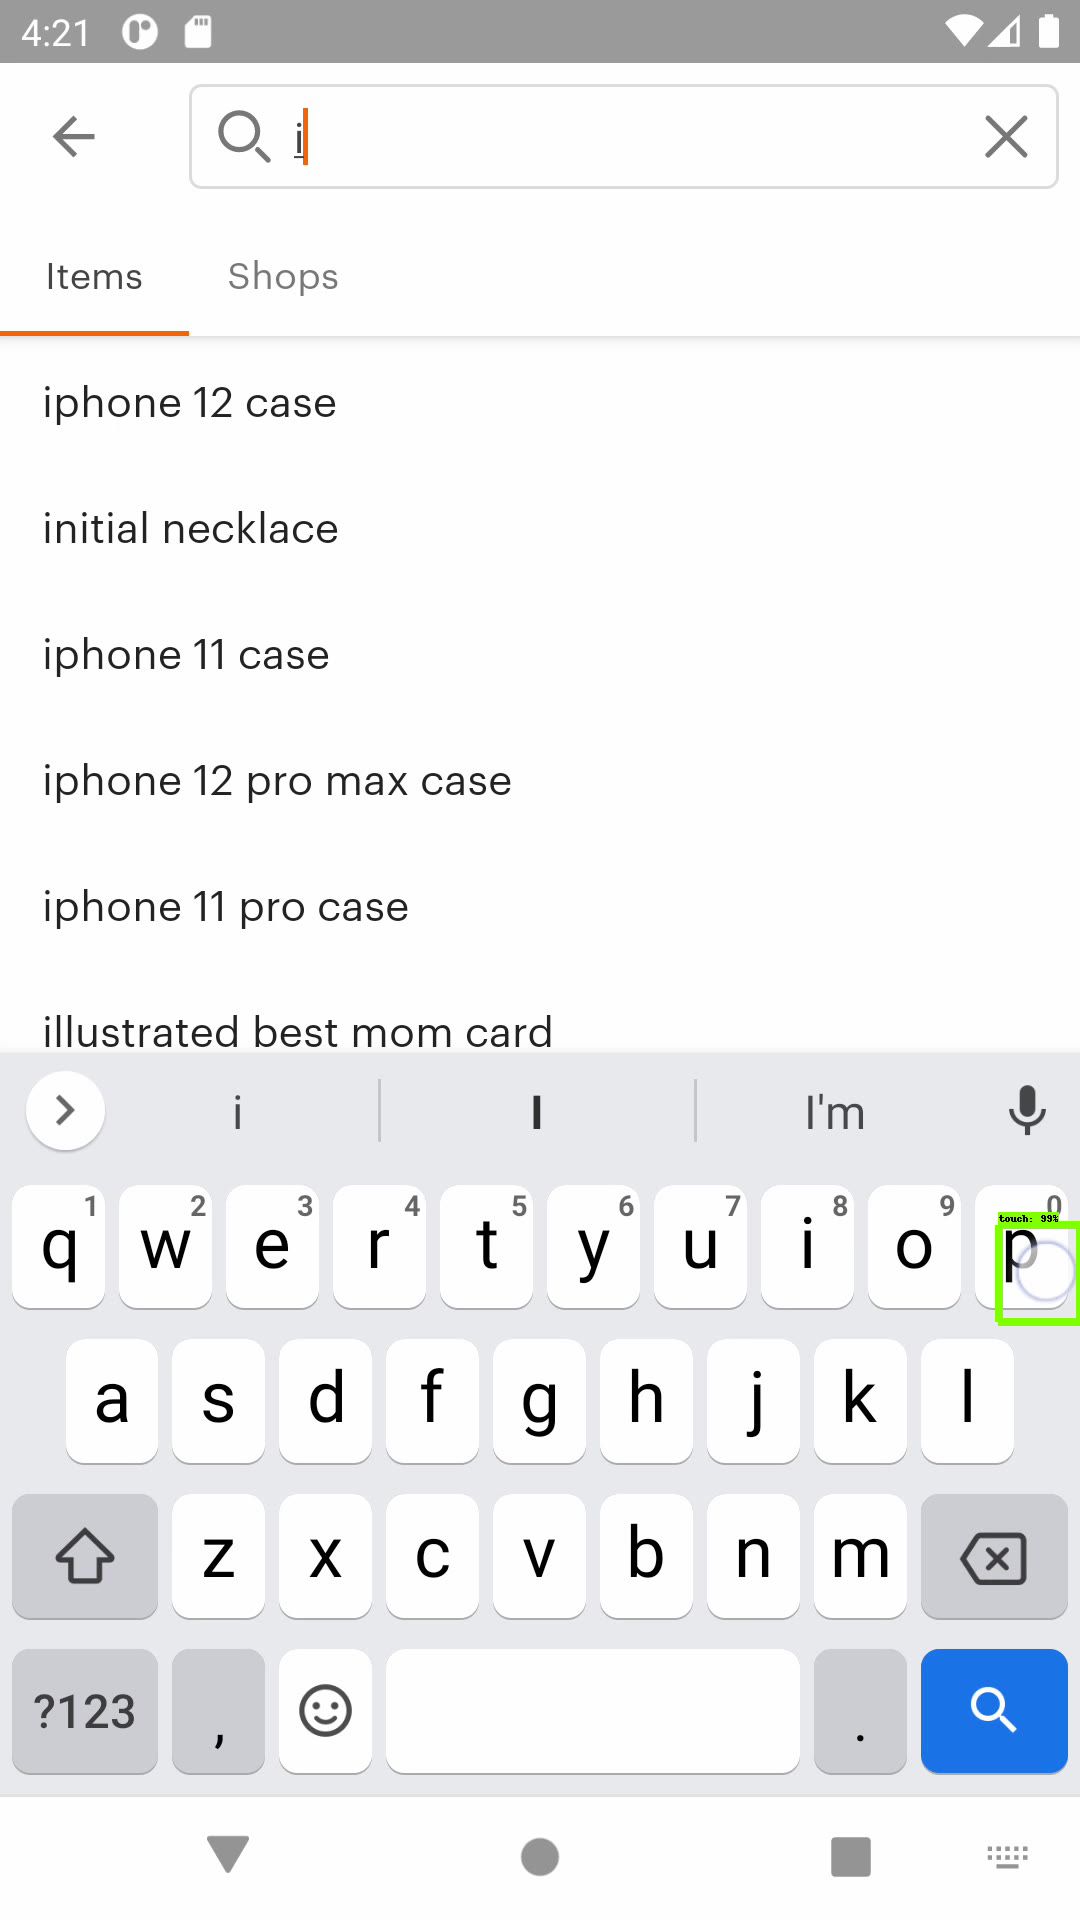 4:21
i
Items Shops
iphone 12 case
initial necklace
iphone 11 case
iphone 12 pro max case
iphone 11 pro case
illustrated best mom card
i I I'm
1 2 3 4 5 6 7 8 9 0
q w e r t y u i o p
touch: 99%
a s d f g h j k l
z x c v b n m
?123 , .